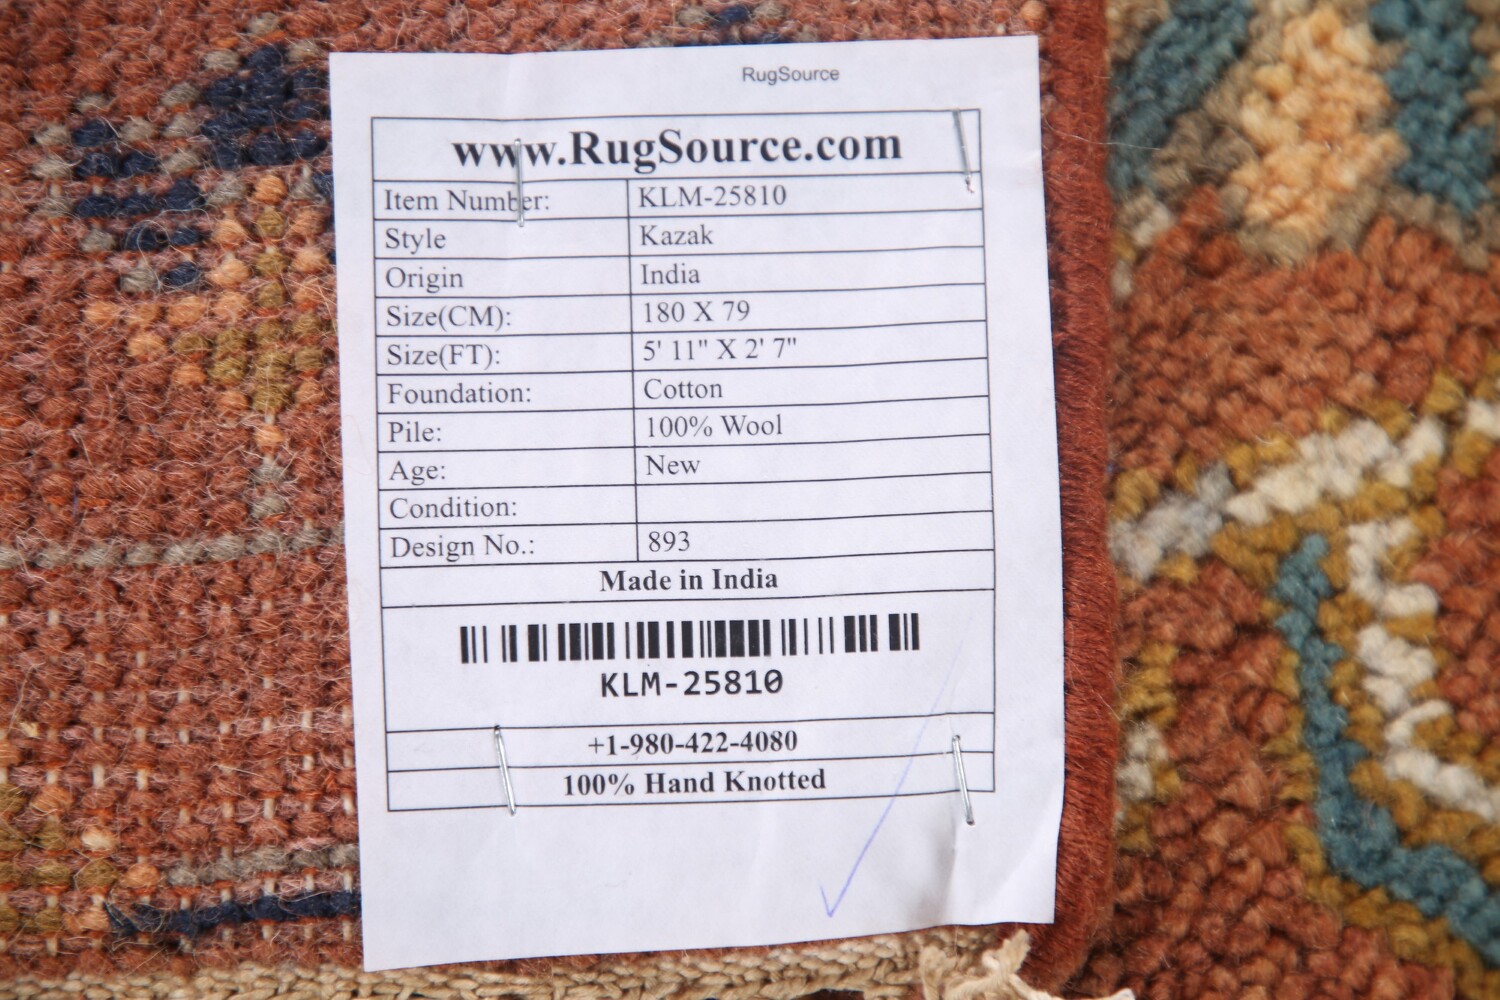 RugSource
www.RugSource.com
Item Number: KLM-25810
Style Kazak
Origin India
Size(CM): 180 X 79
Size(FT): 5' 11" X 2' 7"
Foundation: Cotton
Pile: 100% Wool
Age: New
Condition:
Design No.: 893
Made in India
KLM-25810
+1-980-422-4080
100% Hand Knotted